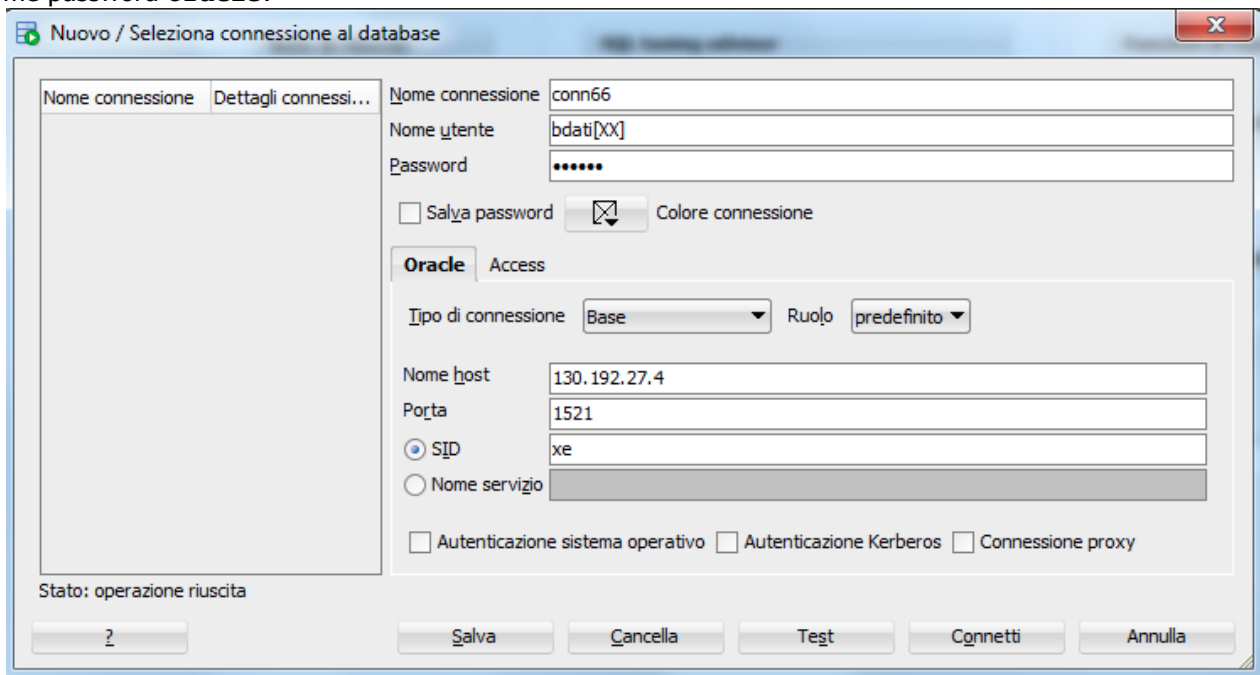 password
Nuovo / Seleziona connessione al database
Nome connessione Dettagli connessi...
Nome connessione conn66
Nome utente bdati[XX]
Password ••••••
Salva password Colore connessione
Oracle Access
Tipo di connessione Base Ruolo predefinito
Nome host 130.192.27.4
Porta 1521
SID xe
Nome servizio
Autenticazione sistema operativo Autenticazione Kerberos Connessione proxy
Stato: operazione riuscita
? Salva Cancella Test Connetti Annulla